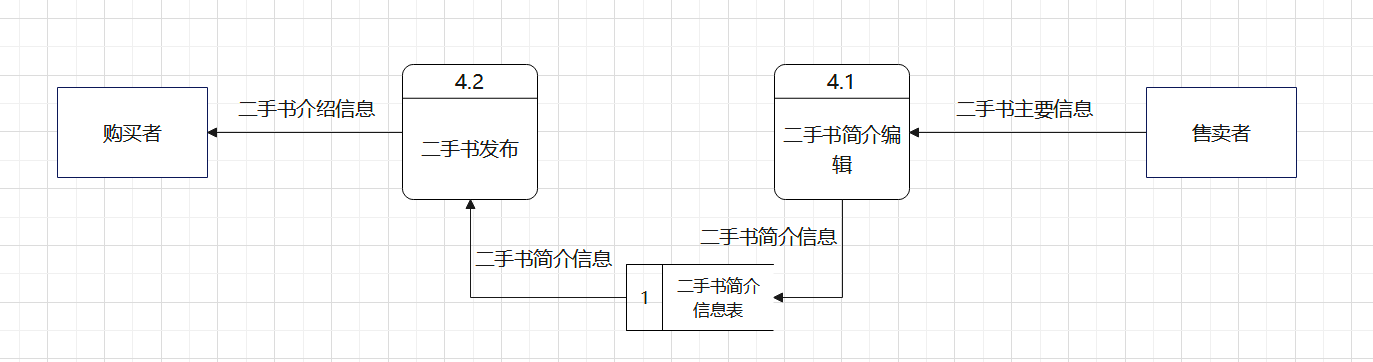 4.2
4.1
二手书介绍信息
二手书主要信息
购买者
二手书发布
二手书简介编
辑
售卖者
二手书简介信息
二手书简介信息
1
二手书简介
信息表